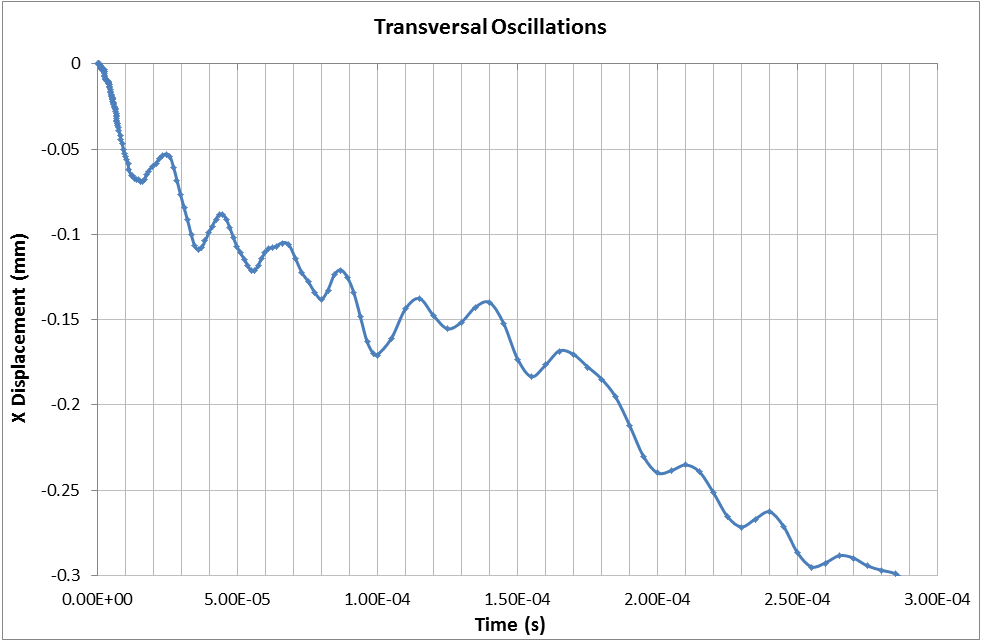 Transversal Oscillations
0
-0.05
-0.1
-0.15
-0.2
-0.25
-0.3
X Displacement (mm)
0.00E+00 5.00E-05 1.00E-04 1.50E-04 2.00E-04 2.50E-04 3.00E-04
Time (s)